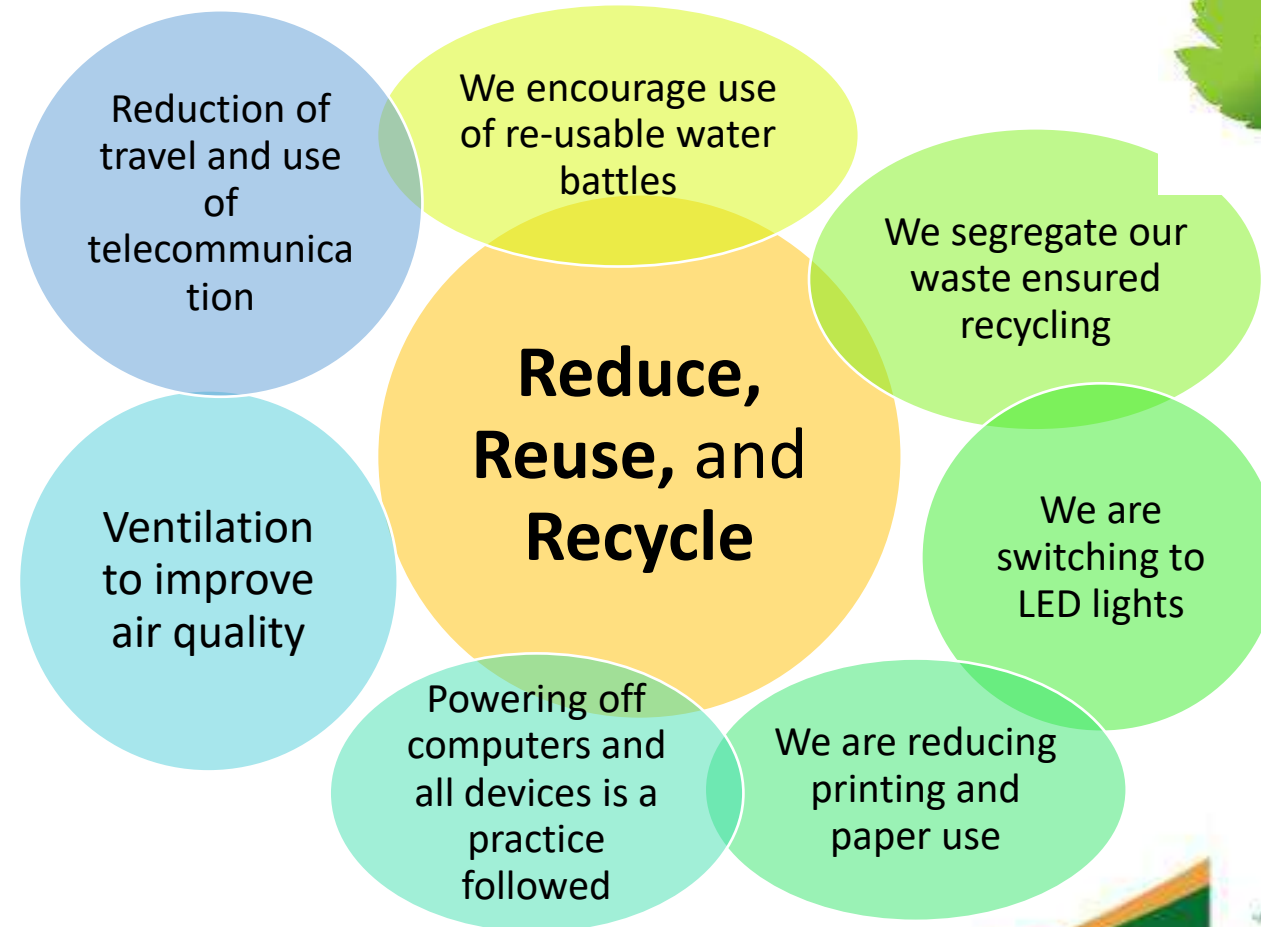 Reduce,
Reuse, and
Recycle
We encourage use
of re-usable water
battles
We segregate our
waste ensured
recycling
We are
switching to
LED lights
We are reducing
printing and
paper use
Powering off
computers and
all devices is a
practice
followed
Ventilation
to improve
air quality
Reduction of
travel and use
of
telecommunica
tion